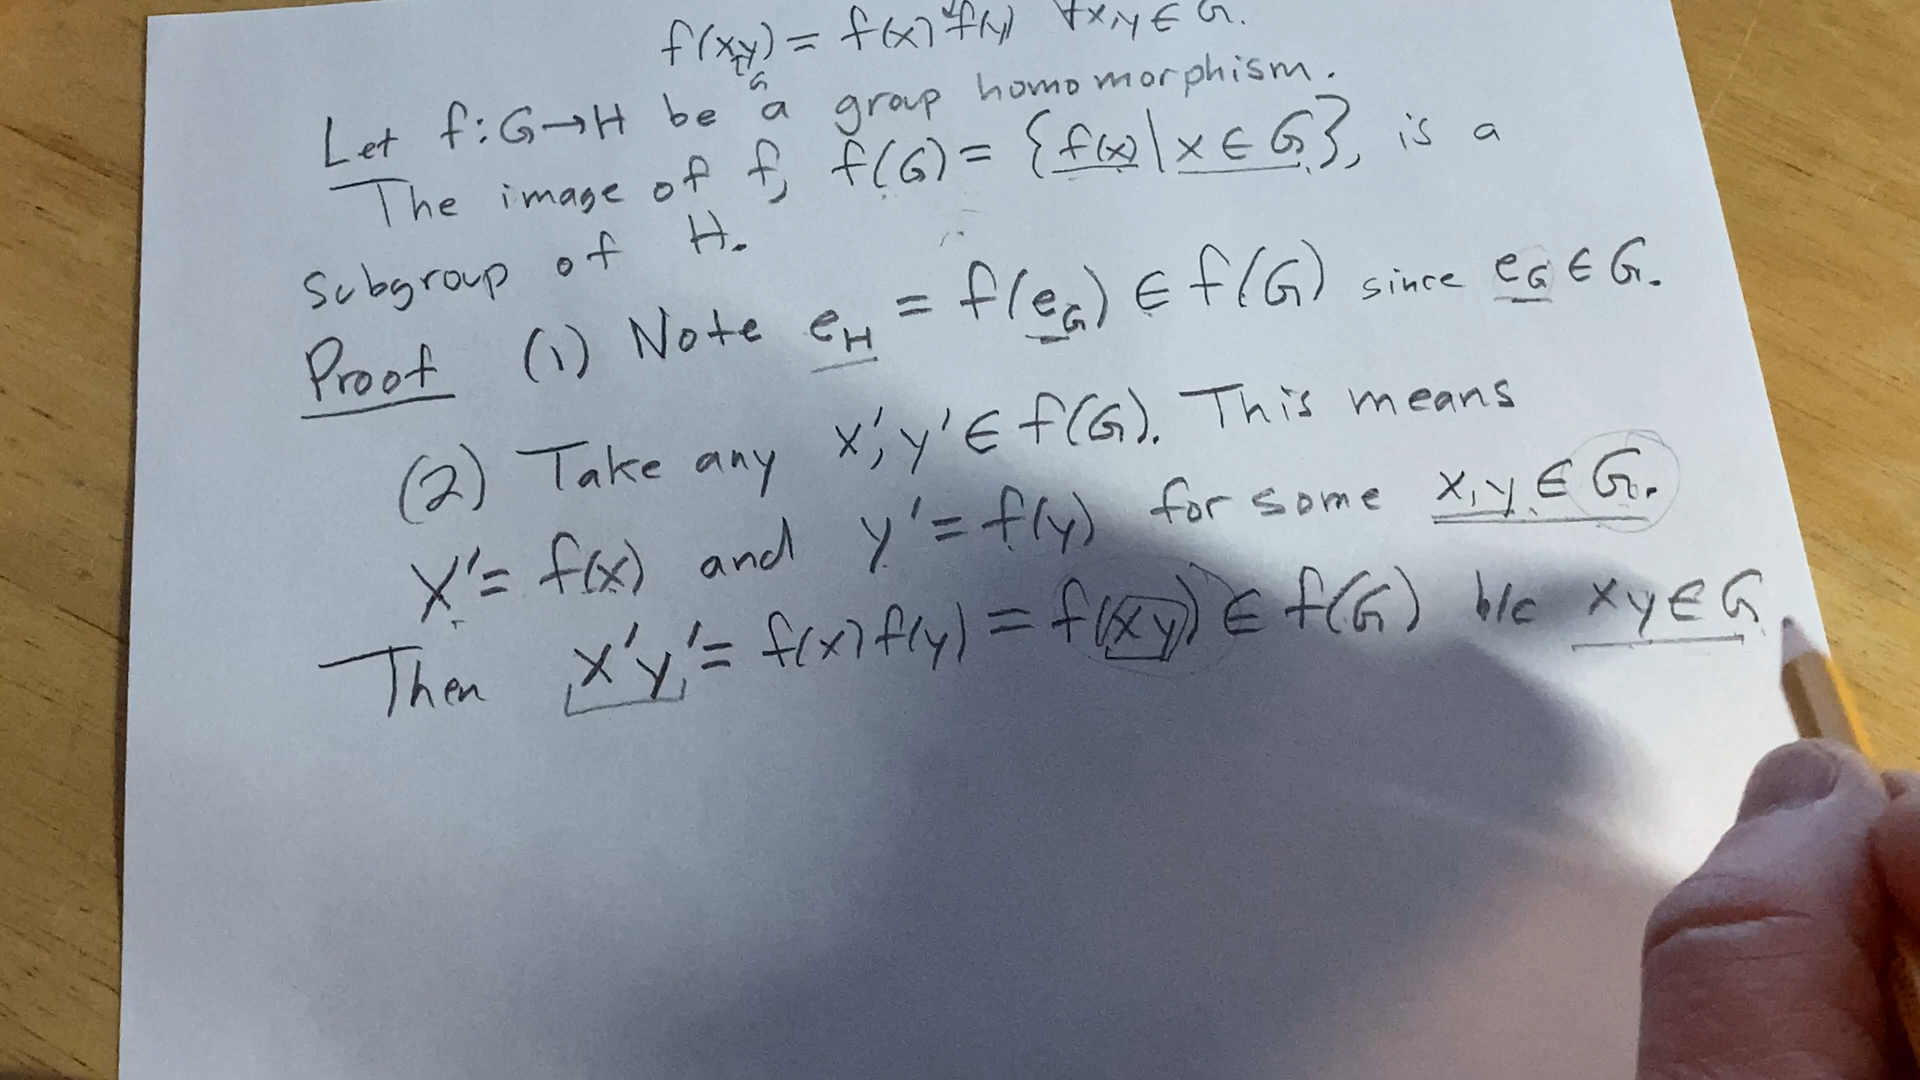 f(xy) = f(x) f(y) ∀x,y ∈ G.
G
Let f: G→H be a group homomorphism.
The image of f, f(G) = {f(x) | x ∈ G}, is a
subgroup of H.
Proof (1) Note e_H = f(e_G) ∈ f(G) since e_G ∈ G.
(2) Take any x', y' ∈ f(G). This means
x' = f(x) and y' = f(y) for some x, y ∈ G.
Then x'y' = f(x) f(y) = f(xy) ∈ f(G) b/c xy ∈ G